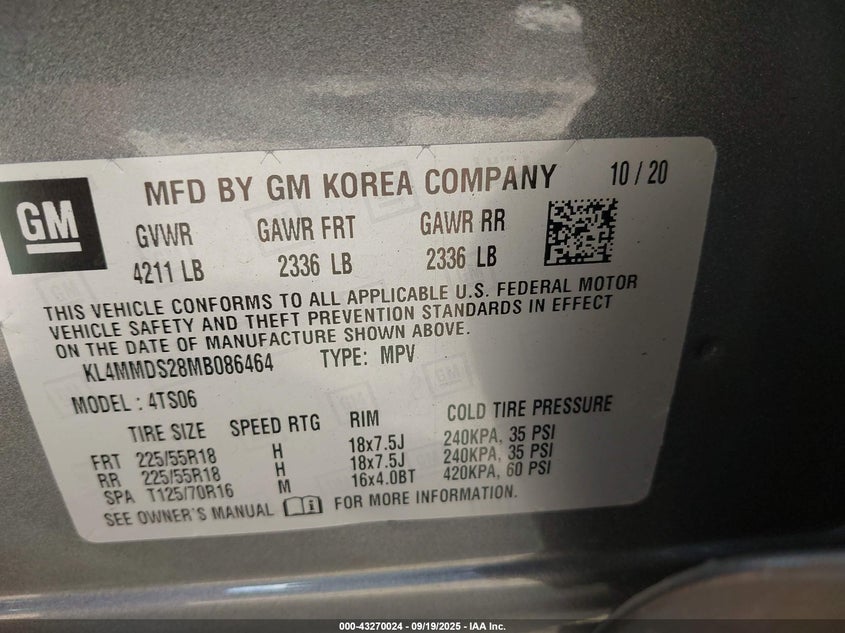 GM
MFD BY GM KOREA COMPANY 10 / 20
GVWR GAWR FRT GAWR RR
4211 LB 2336 LB 2336 LB
THIS VEHICLE CONFORMS TO ALL APPLICABLE U.S. FEDERAL MOTOR
VEHICLE SAFETY AND THEFT PREVENTION STANDARDS IN EFFECT
ON THE DATE OF MANUFACTURE SHOWN ABOVE.
KL4MMDS28MB086464 TYPE: MPV
MODEL : 4TS06
TIRE SIZE SPEED RTG RIM COLD TIRE PRESSURE
FRT 225/55R18 H 18x7.5J 240KPA, 35 PSI
RR 225/55R18 H 18x7.5J 240KPA, 35 PSI
SPA T125/70R16 M 16x4.0BT 420KPA, 60 PSI
SEE OWNER'S MANUAL FOR MORE INFORMATION.
000-43270024 - 09/19/2025 - IAA Inc.